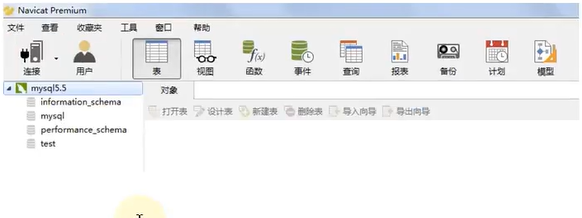 Navicat Premium
文件 查看 收藏夹 工具 窗口 帮助
连接 用户 表 视图 函数 事件 查询 报表 备份 计划 模型
mysql5.5
对象
information_schema
打开表 设计表 新建表 删除表 导入向导 导出向导
mysql
performance_schema
test